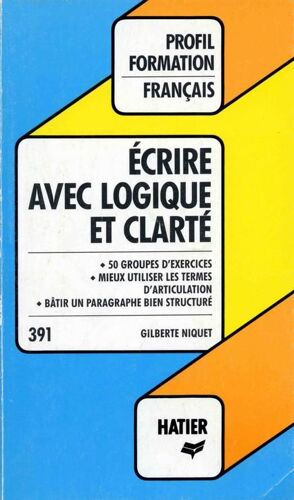 PROFIL
FORMATION
FRANÇAIS
ÉCRIRE
AVEC LOGIQUE
ET CLARTÉ
• 50 GROUPES D'EXERCICES
• MIEUX UTILISER LES TERMES
D'ARTICULATION
• BÂTIR UN PARAGRAPHE BIEN STRUCTURÉ
391
GILBERTE NIQUET
HATIER